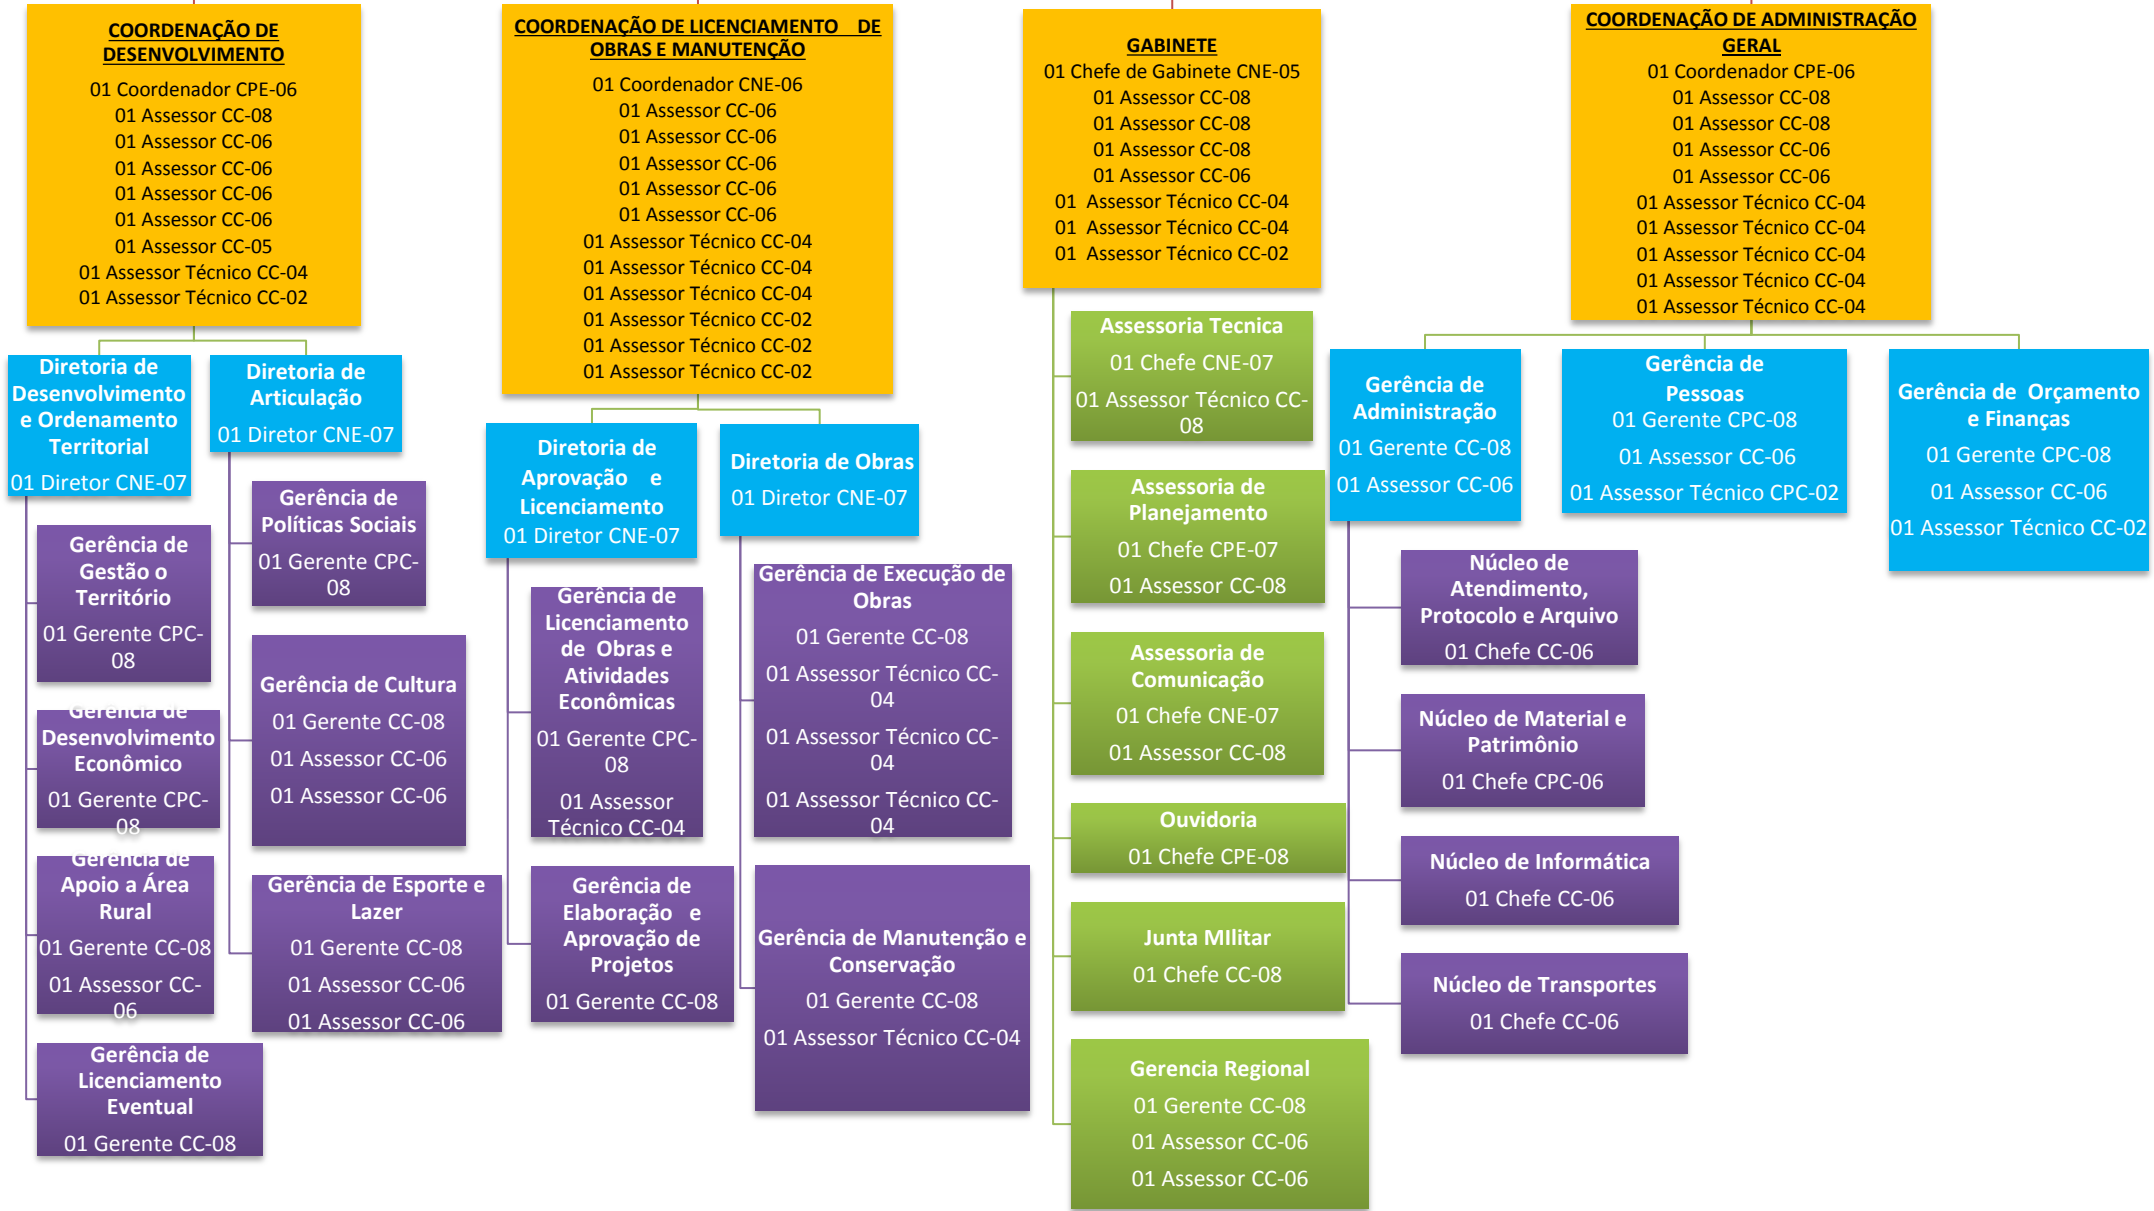 COORDENAÇÃO DE
DESENVOLVIMENTO
01 Coordenador CPE-06
01 Assessor CC-08
01 Assessor CC-06
01 Assessor CC-06
01 Assessor CC-06
01 Assessor CC-06
01 Assessor CC-05
01 Assessor Técnico CC-04
01 Assessor Técnico CC-02
Diretoria de
Desenvolvimento
e Ordenamento
Territorial
01 Diretor CNE-07
Gerência de
Gestão o
Território
01 Gerente CPC-
08
Gerência de
Desenvolvimento
Econômico
01 Gerente CPC-
08
Gerência de
Apoio a Área
Rural
01 Gerente CC-08
01 Assessor CC-
06
Gerência de
Licenciamento
Eventual
01 Gerente CC-08
Diretoria de
Articulação
01 Diretor CNE-07
Gerência de
Políticas Sociais
01 Gerente CPC-
08
Gerência de Cultura
01 Gerente CC-08
01 Assessor CC-06
01 Assessor CC-06
Gerência de Esporte e
Lazer
01 Gerente CC-08
01 Assessor CC-06
01 Assessor CC-06
COORDENAÇÃO DE LICENCIAMENTO DE
OBRAS E MANUTENÇÃO
01 Coordenador CNE-06
01 Assessor CC-06
01 Assessor CC-06
01 Assessor CC-06
01 Assessor CC-06
01 Assessor CC-06
01 Assessor Técnico CC-04
01 Assessor Técnico CC-04
01 Assessor Técnico CC-04
01 Assessor Técnico CC-02
01 Assessor Técnico CC-02
01 Assessor Técnico CC-02
Diretoria de
Aprovação e
Licenciamento
01 Diretor CNE-07
Gerência de
Licenciamento
de Obras e
Atividades
Econômicas
01 Gerente CPC-
08
01 Assessor
Técnico CC-04
Gerência de
Elaboração e
Aprovação de
Projetos
01 Gerente CC-08
Diretoria de Obras
01 Diretor CNE-07
Gerência de Execução de
Obras
01 Gerente CC-08
01 Assessor Técnico CC-
04
01 Assessor Técnico CC-
04
01 Assessor Técnico CC-
04
Gerência de Manutenção e
Conservação
01 Gerente CC-08
01 Assessor Técnico CC-04
GABINETE
01 Chefe de Gabinete CNE-05
01 Assessor CC-08
01 Assessor CC-08
01 Assessor CC-08
01 Assessor CC-06
01 Assessor Técnico CC-04
01 Assessor Técnico CC-04
01 Assessor Técnico CC-02
Assessoria Tecnica
01 Chefe CNE-07
01 Assessor Técnico CC-
08
Assessoria de
Planejamento
01 Chefe CPE-07
01 Assessor CC-08
Assessoria de
Comunicação
01 Chefe CNE-07
01 Assessor CC-08
Ouvidoria
01 Chefe CPE-08
Junta MIlitar
01 Chefe CC-08
Gerencia Regional
01 Gerente CC-08
01 Assessor CC-06
01 Assessor CC-06
COORDENAÇÃO DE ADMINISTRAÇÃO
GERAL
01 Coordenador CPE-06
01 Assessor CC-08
01 Assessor CC-08
01 Assessor CC-06
01 Assessor CC-06
01 Assessor Técnico CC-04
01 Assessor Técnico CC-04
01 Assessor Técnico CC-04
01 Assessor Técnico CC-04
01 Assessor Técnico CC-04
Gerência de
Administração
01 Gerente CC-08
01 Assessor CC-06
Núcleo de
Atendimento,
Protocolo e Arquivo
01 Chefe CC-06
Núcleo de Material e
Patrimônio
01 Chefe CPC-06
Núcleo de Informática
01 Chefe CC-06
Núcleo de Transportes
01 Chefe CC-06
Gerência de
Pessoas
01 Gerente CPC-08
01 Assessor CC-06
01 Assessor Técnico CPC-02
Gerência de Orçamento
e Finanças
01 Gerente CPC-08
01 Assessor CC-06
01 Assessor Técnico CC-02